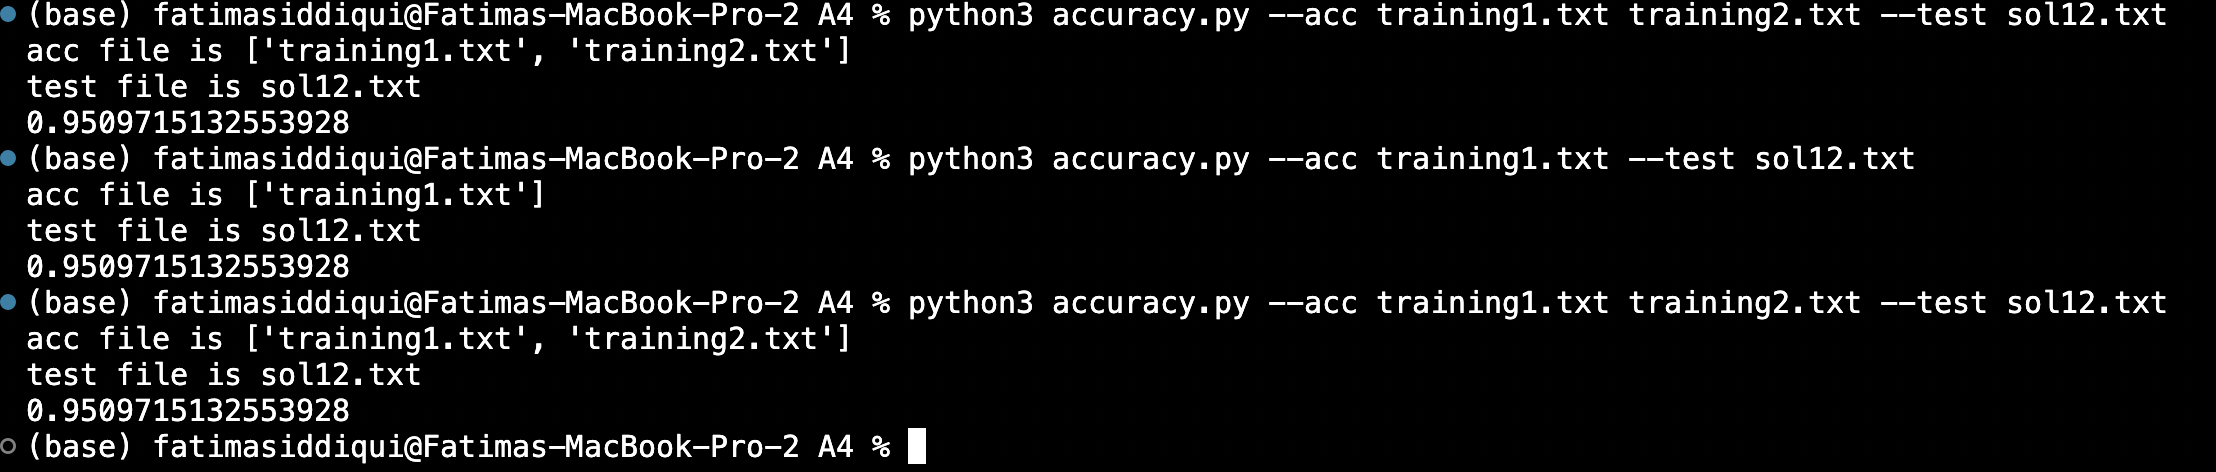 (base) fatimasiddiqui@Fatimas-MacBook-Pro-2 A4 % python3 accuracy.py --acc training1.txt training2.txt --test sol12.txt
acc file is ['training1.txt', 'training2.txt']
test file is sol12.txt
0.9509715132553928
(base) fatimasiddiqui@Fatimas-MacBook-Pro-2 A4 % python3 accuracy.py --acc training1.txt --test sol12.txt
acc file is ['training1.txt']
test file is sol12.txt
0.9509715132553928
(base) fatimasiddiqui@Fatimas-MacBook-Pro-2 A4 % python3 accuracy.py --acc training1.txt training2.txt --test sol12.txt
acc file is ['training1.txt', 'training2.txt']
test file is sol12.txt
0.9509715132553928
(base) fatimasiddiqui@Fatimas-MacBook-Pro-2 A4 %